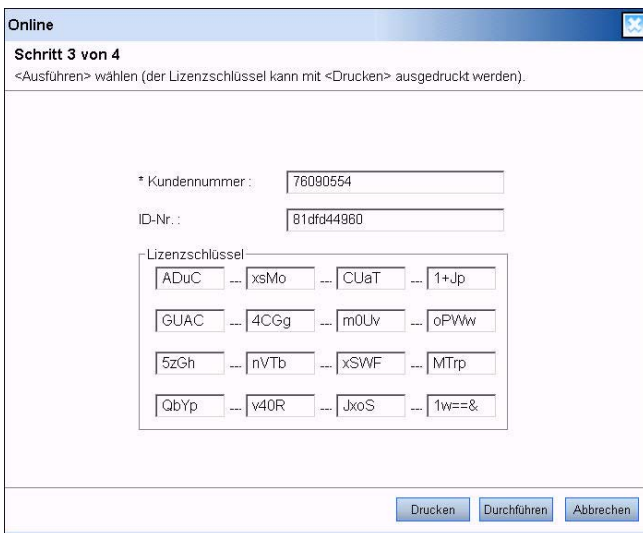 Online
Schritt 3 von 4
<Ausführen> wählen (der Lizenzschlüssel kann mit <Drucken> ausgedruckt werden).
* Kundennummer : 76090554
ID-Nr. : 81dfd44960
Lizenzschlüssel
ADuC --- xsMo --- CUaT --- 1+Jp
GUAC --- 4CGg --- m0Uv --- oPWw
5zGh --- nVTb --- xSWF --- MTrp
QbYp --- v40R --- JxoS --- 1w==&
Drucken Durchführen Abbrechen